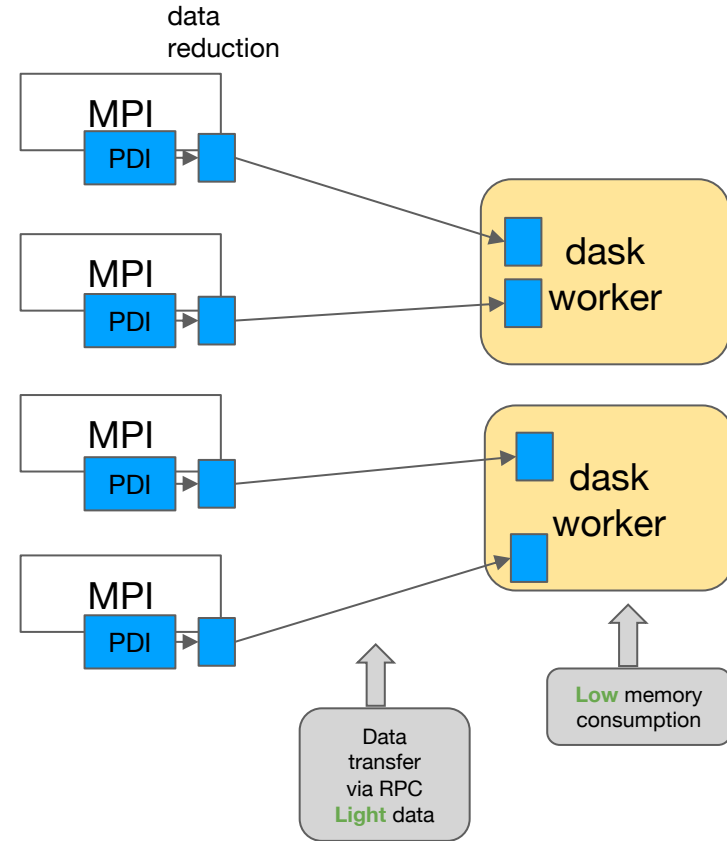 data
reduction
MPI
PDI
MPI
PDI
dask
worker
MPI
PDI
dask
worker
MPI
PDI
Low memory
consumption
Data
transfer
via RPC
Light data